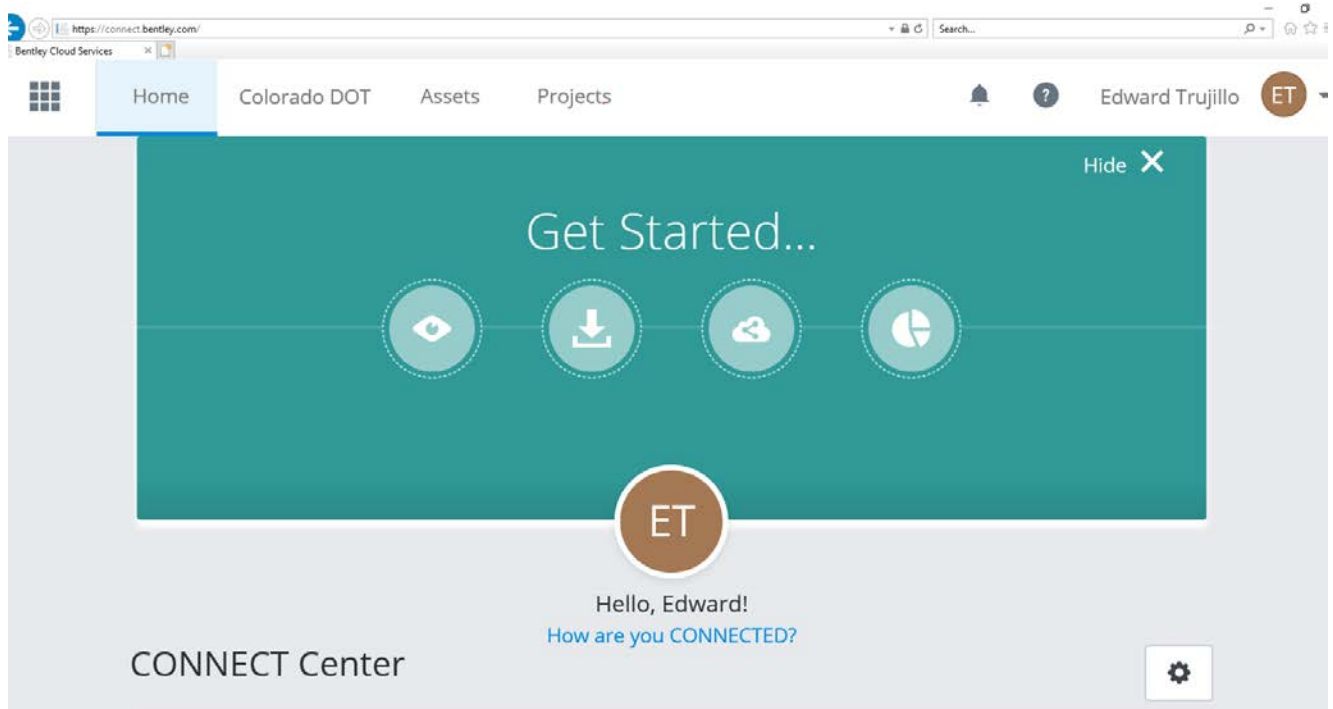 https://connect.bentley.com/
Search...
Bentley Cloud Services
Home
Colorado DOT
Assets
Projects
?
Edward Trujillo
ET
Hide
Get Started...
ET
Hello, Edward!
How are you CONNECTED?
CONNECT Center